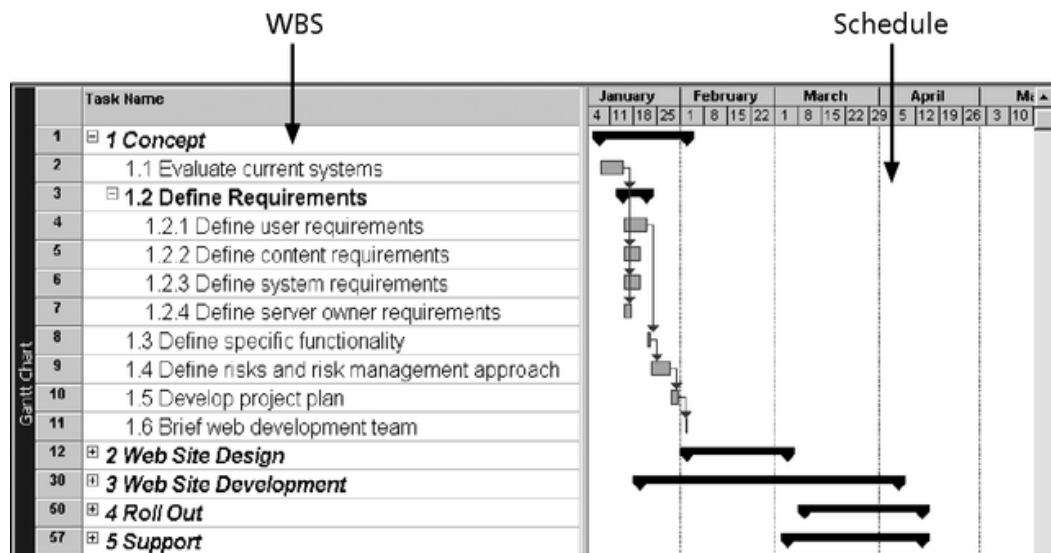 WBS Schedule
Task Name January February March April Ma
4 11 18 25 1 8 15 22 1 8 15 22 29 5 12 19 26 3 10
1 1 Concept
2 1.1 Evaluate current systems
3 1.2 Define Requirements
4 1.2.1 Define user requirements
5 1.2.2 Define content requirements
6 1.2.3 Define system requirements
7 1.2.4 Define server owner requirements
8 1.3 Define specific functionality
9 1.4 Define risks and risk management approach
10 1.5 Develop project plan
11 1.6 Brief web development team
12 2 Web Site Design
30 3 Web Site Development
50 4 Roll Out
57 5 Support
Gantt Chart